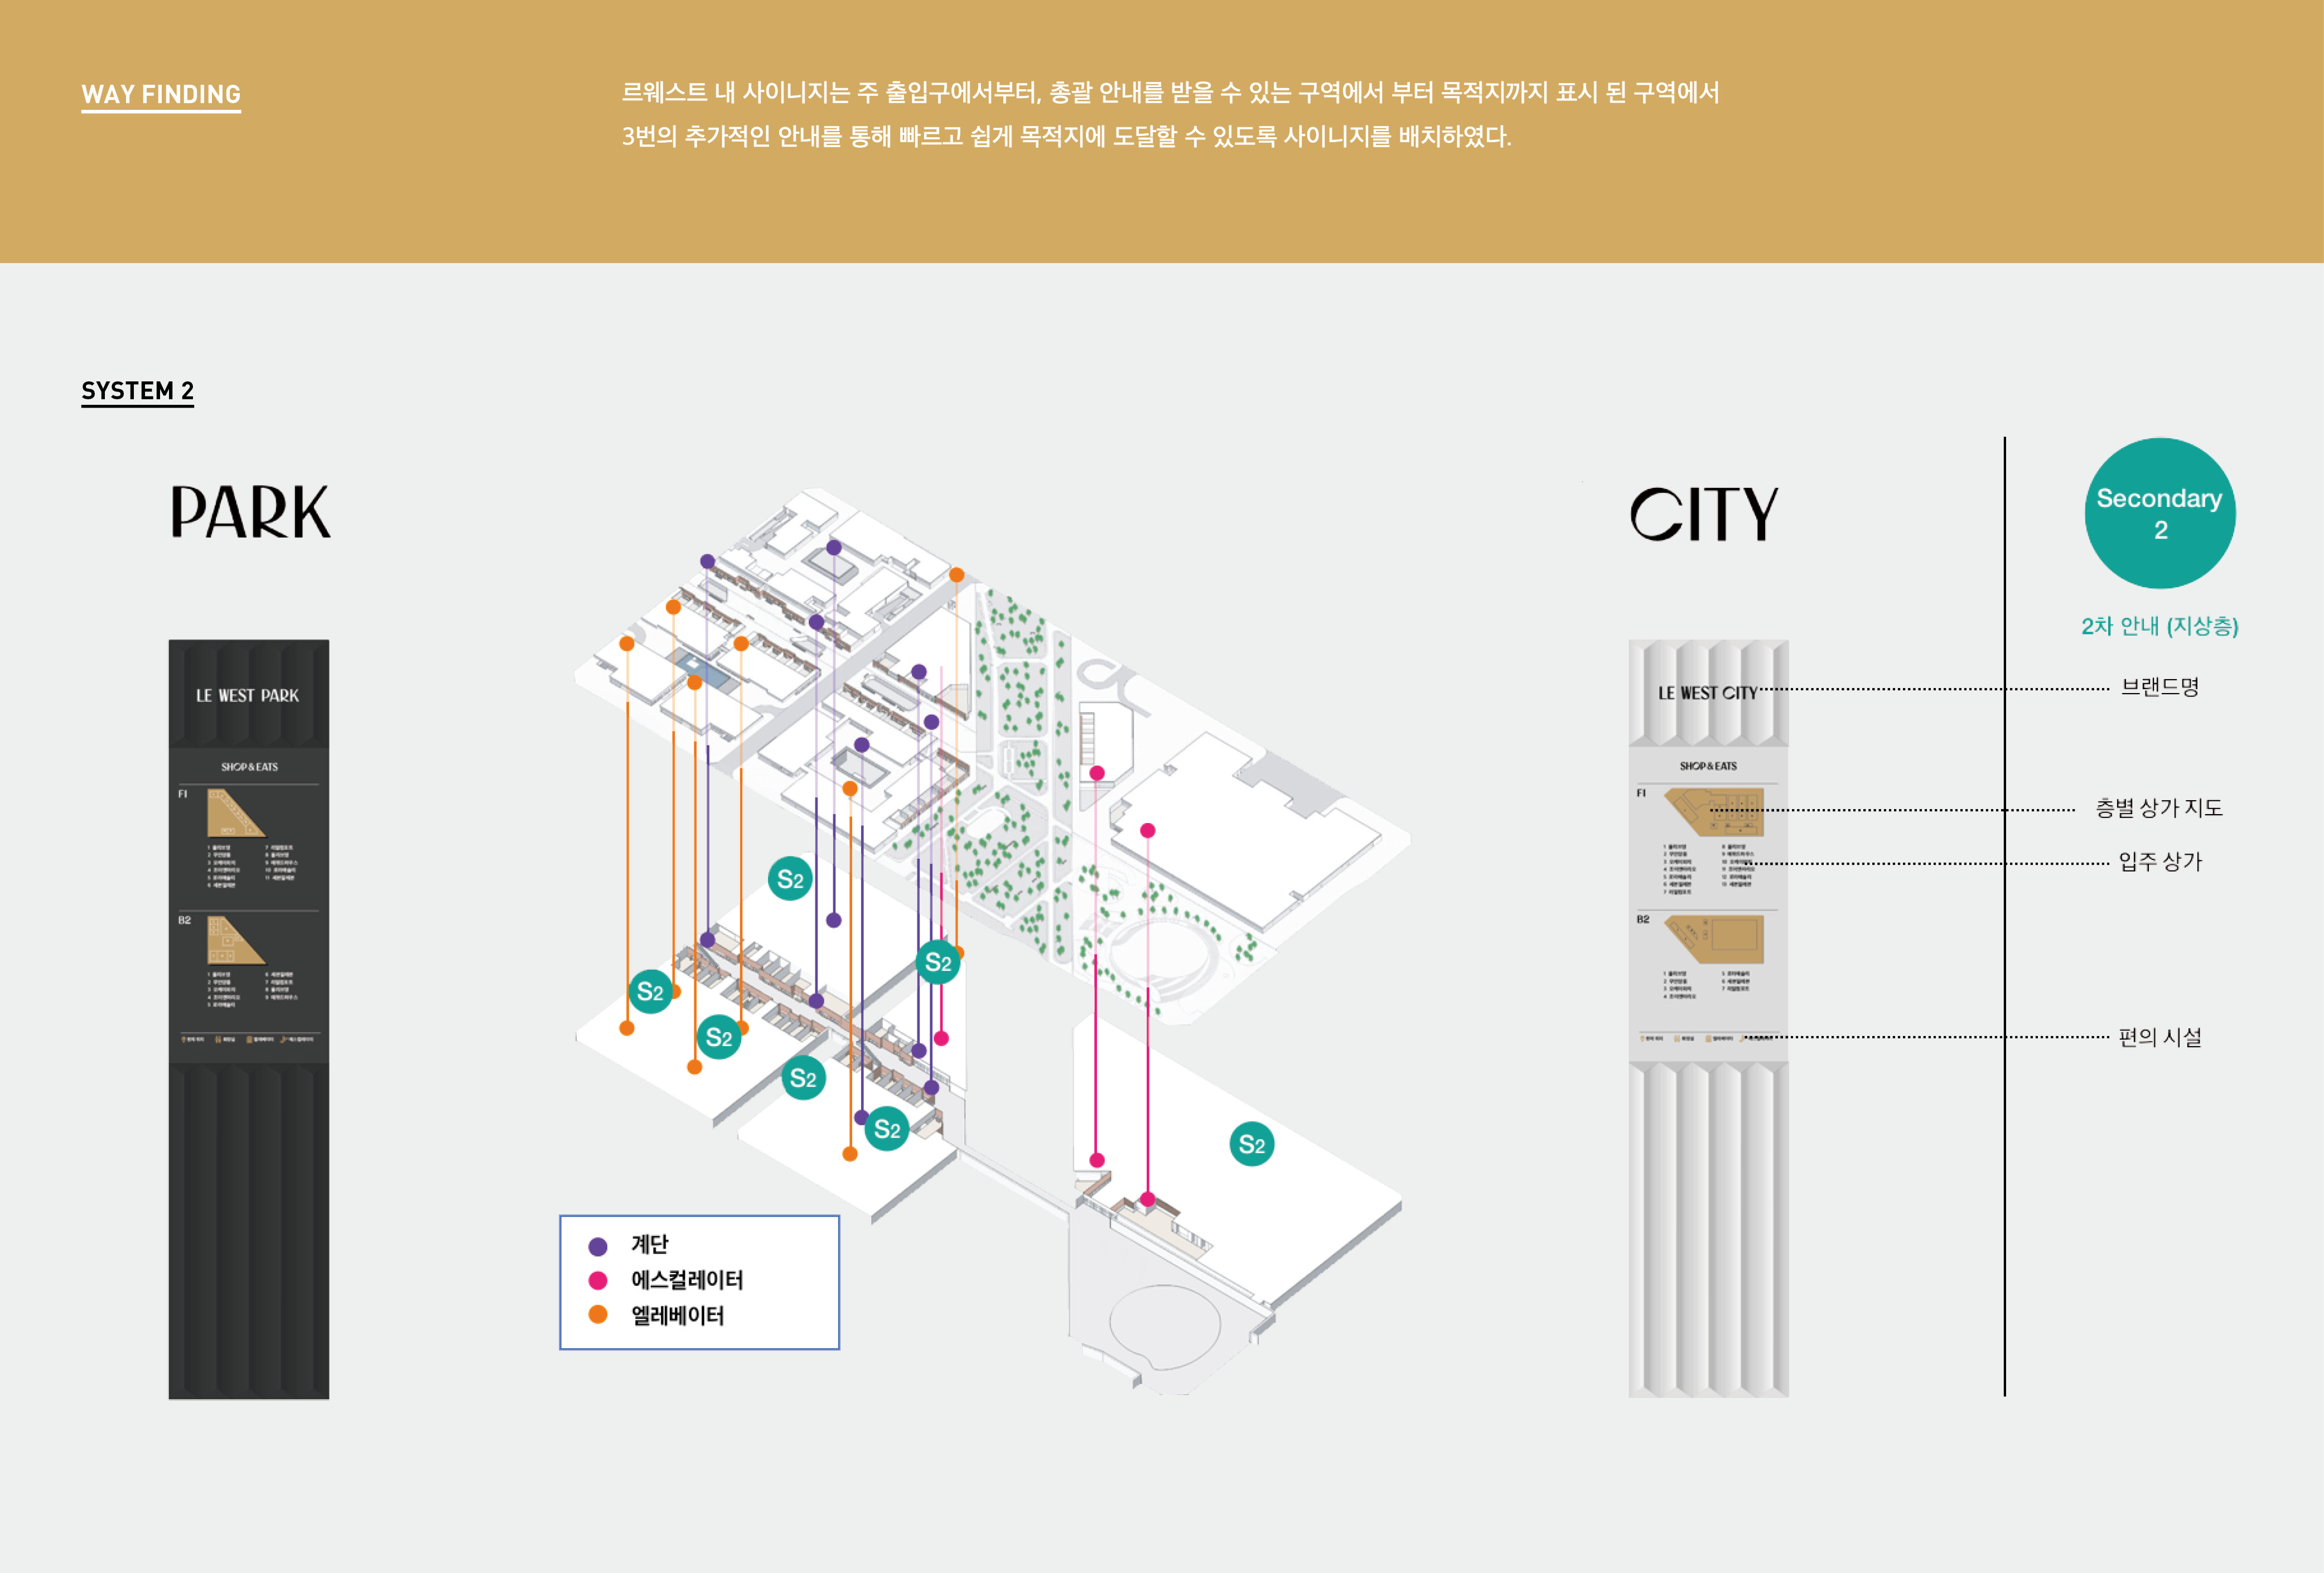 WAY FINDING
르웨스트 내 사이니지는 주 출입구에서부터, 총괄 안내를 받을 수 있는 구역에서 부터 목적지까지 표시 된 구역에서
3번의 추가적인 안내를 통해 빠르고 쉽게 목적지에 도달할 수 있도록 사이니지를 배치하였다.
SYSTEM 2
PARK
LE WEST PARK
SHOP & EATS
F1
B2
S2
S2
S2
S2
S2
S2
S2
계단
에스컬레이터
엘레베이터
CITY
LE WEST CITY
SHOP & EATS
F1
B2
Secondary
2
2차 안내 (지상층)
브랜드명
층별 상가 지도
입주 상가
편의 시설